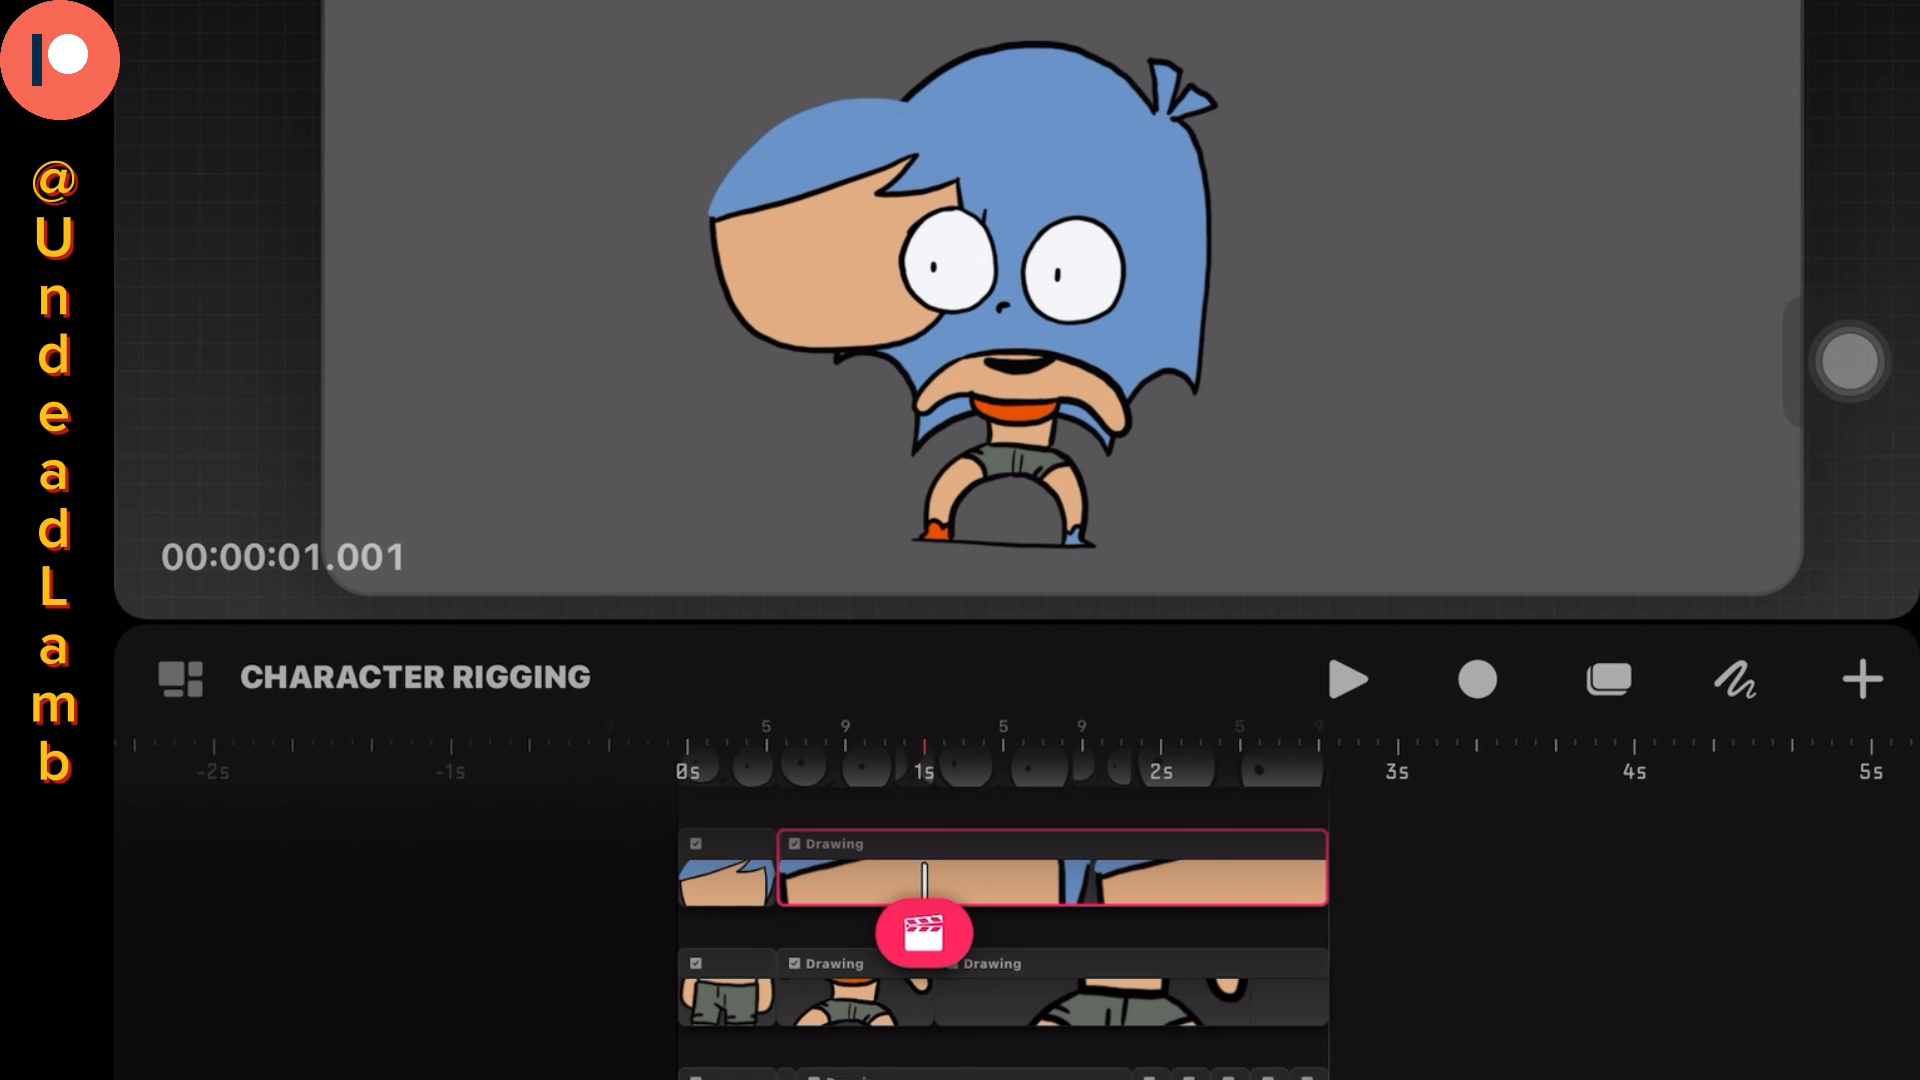 @UndeadLamb
00:00:01.001
CHARACTER RIGGING
5 9 5 9 5 9
-2s -1s 0s 1s 2s 3s 4s 5s
Drawing
Drawing Drawing